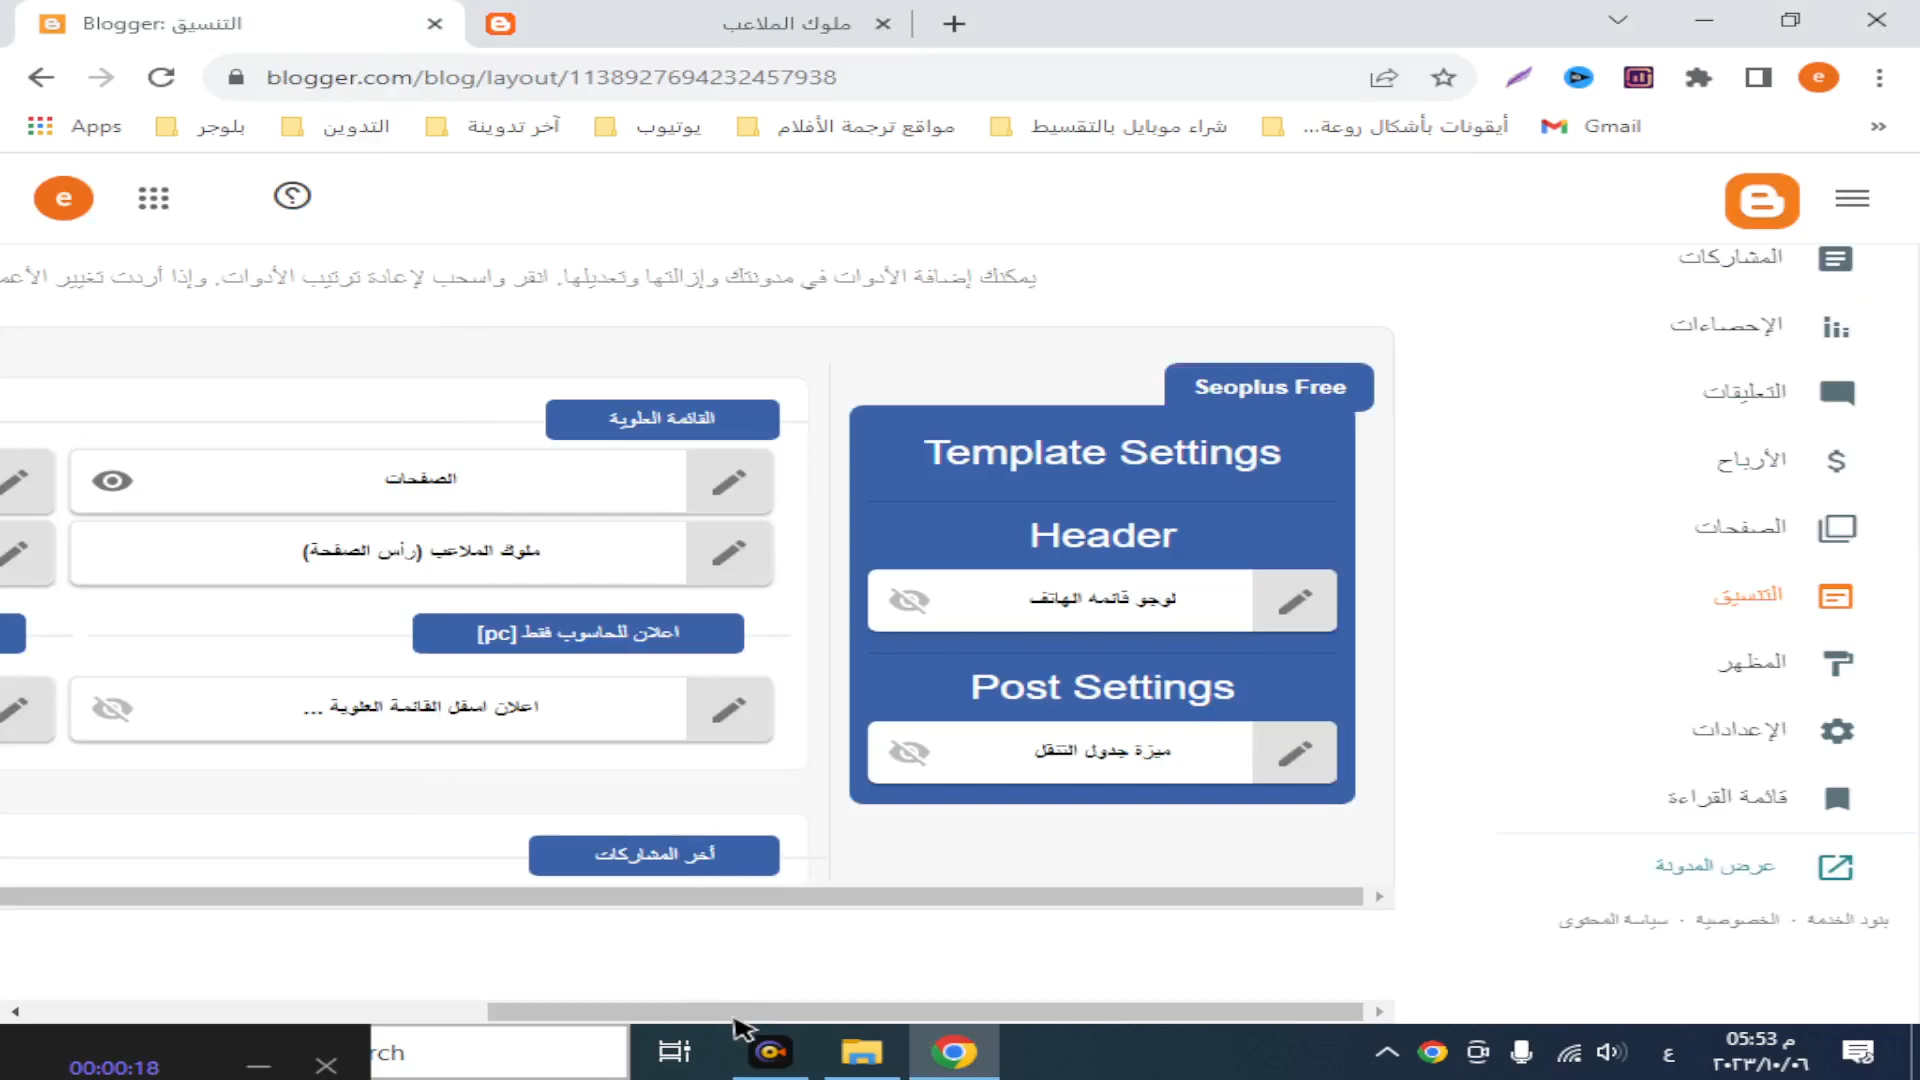 Blogger: التنسيق
ملوك الملاعب
blogger.com/blog/layout/1138927694232457938
e
Apps
بلوجر
التدوين
آخر تدوينة
يوتيوب
مواقع ترجمة الأفلام
شراء موبايل بالتقسيط
أيقونات بأشكال روعة...
Gmail
»
e
المشاركات
يمكنك إضافة الأدوات في مدونتك وإزالتها وتعديلها. انقر واسحب لإعادة ترتيب الأدوات. وإذا أردت تغيير
الإحصاءات
التعليقات
الأرباح
الصفحات
التنسيق
المظهر
الإعدادات
قائمة القراءة
عرض المدونة
بنود الخدمة · الخصوصية · سياسة المحتوى
Seoplus Free
Template Settings
Header
لوجو قائمه الهاتف
Post Settings
ميزة جدول التنقل
القائمة العلوية
الصفحات
ملوك الملاعب (رأس الصفحة)
اعلان للحاسوب فقط [pc]
اعلان اسفل القائمة العلوية ...
أخر المشاركات
00:00:18
rch
ع
05:53 م
٢٠٢٣/١٠/٠٦